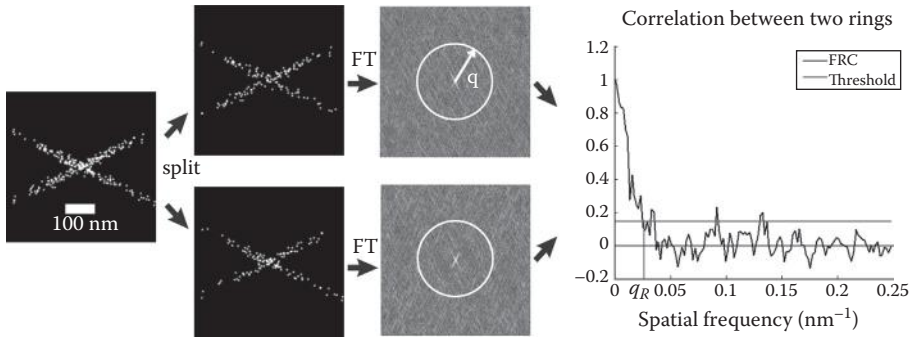 100 nm
split
FT
FT
q
Correlation between two rings
FRC
Threshold
1.2
1
0.8
0.6
0.4
0.2
0
−0.2
0
q_R
0.05
0.1
0.15
0.2
0.25
Spatial frequency (nm⁻¹)